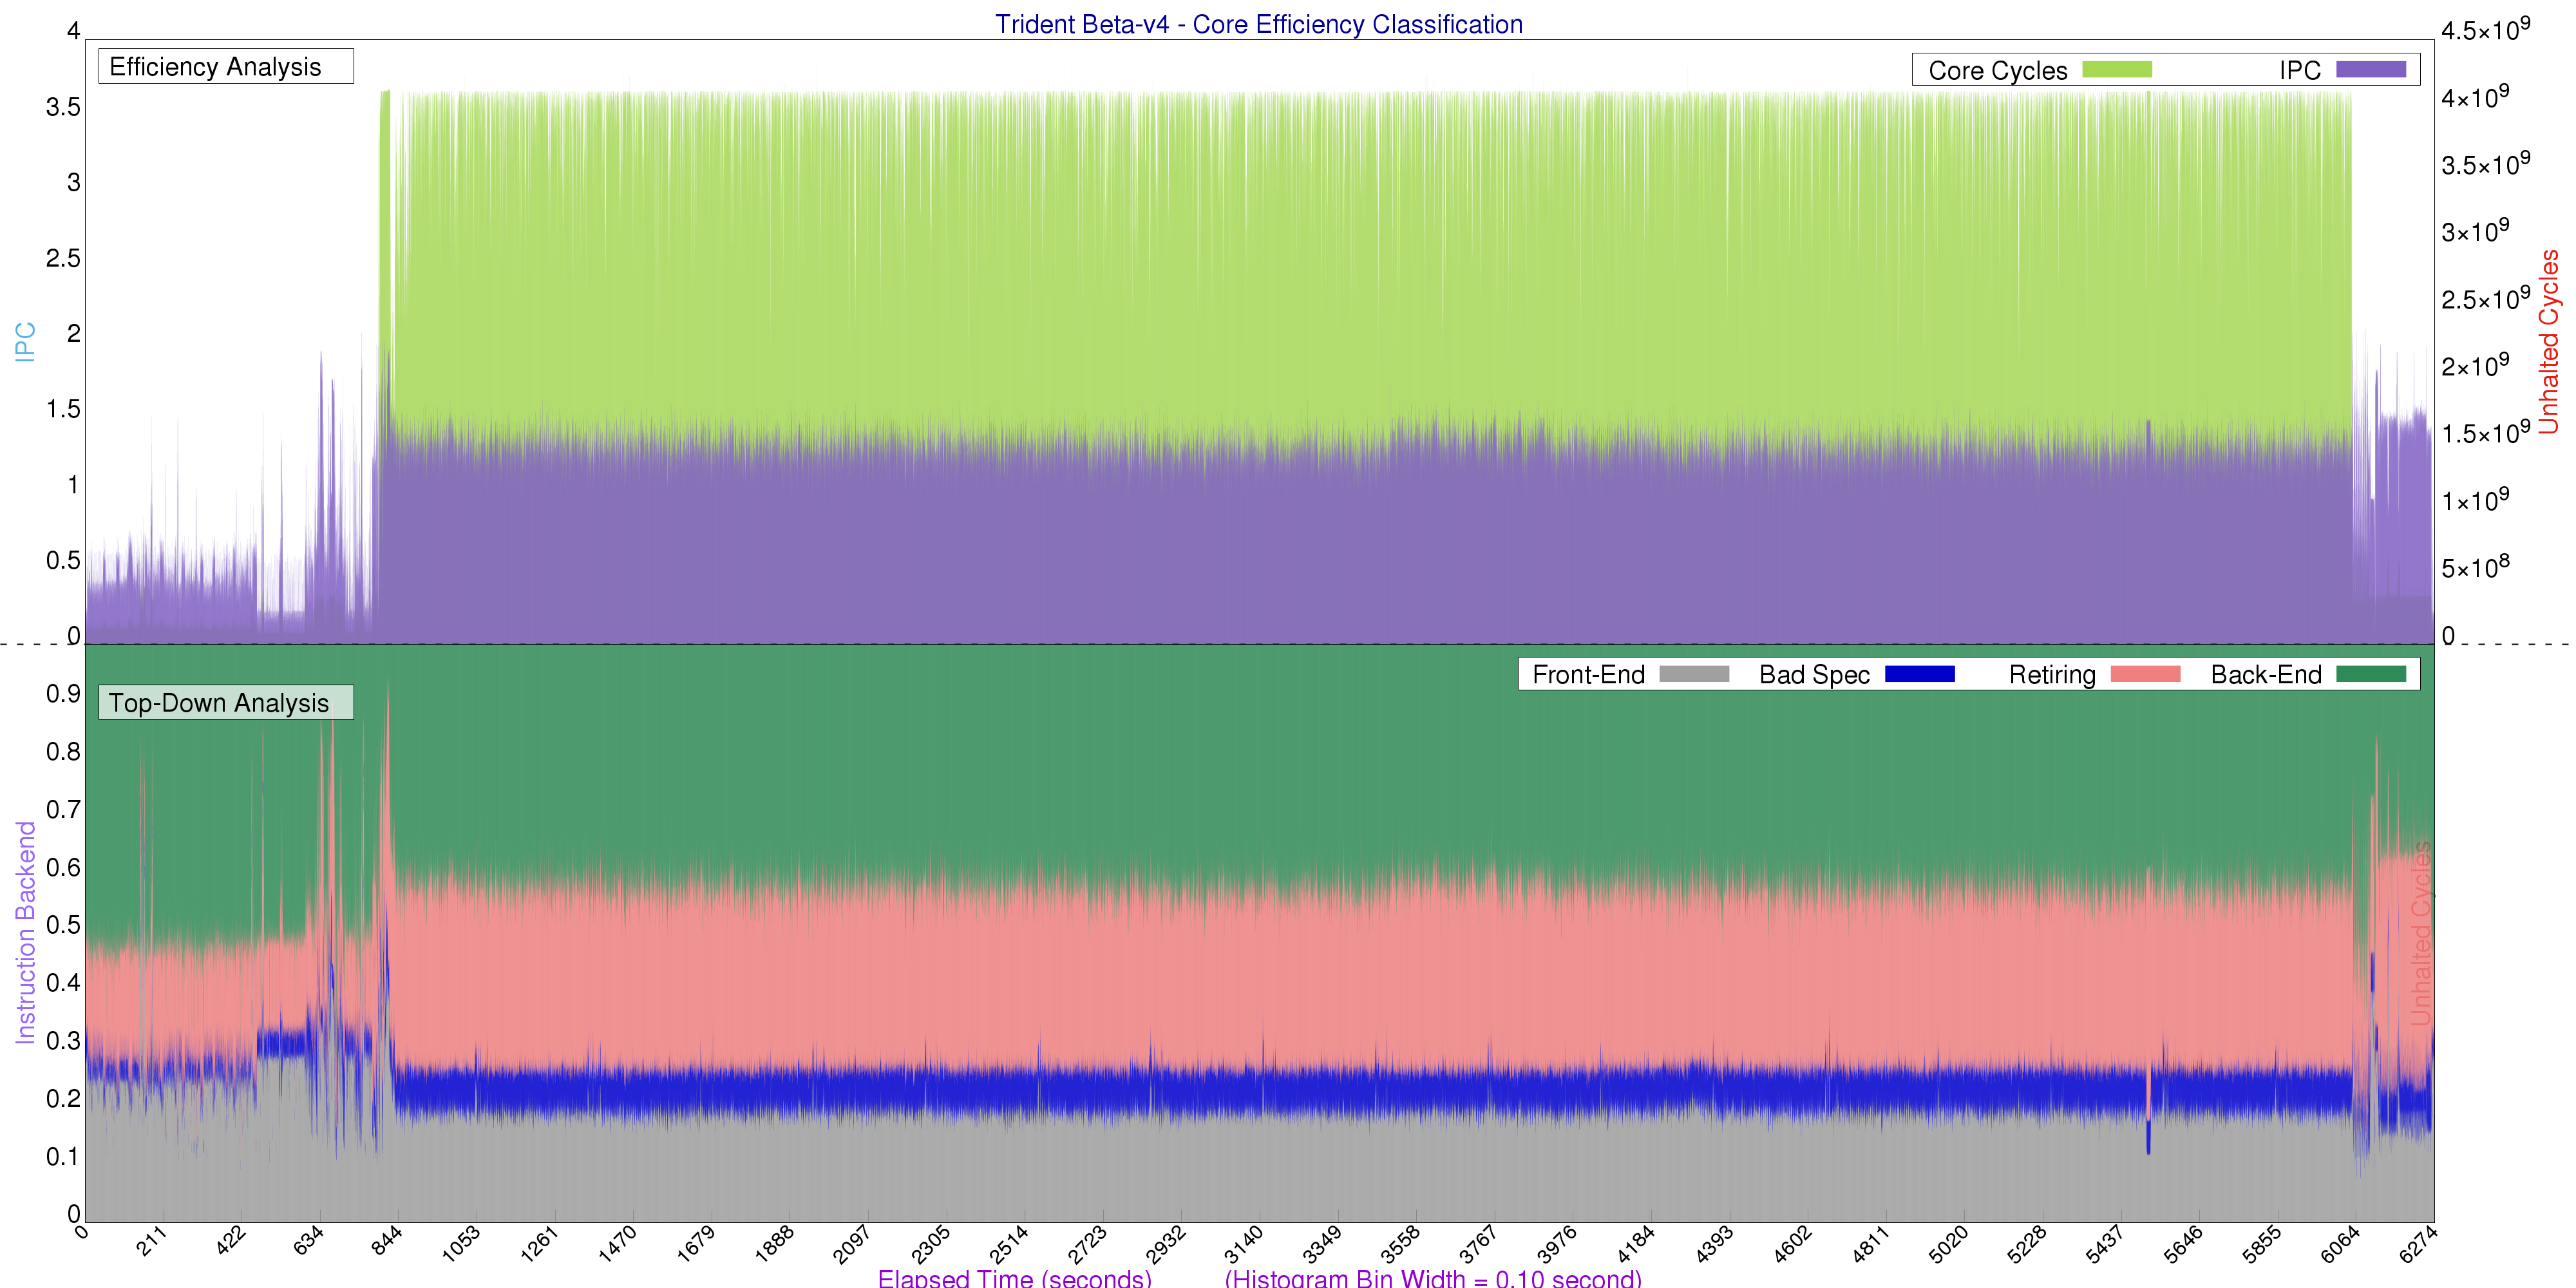 Trident Beta-v4 - Core Efficiency Classification
Efficiency Analysis
Core Cycles IPC
4
3.5
3
2.5
2
1.5
1
0.5
0
IPC
4.5×10⁹
4×10⁹
3.5×10⁹
3×10⁹
2.5×10⁹
2×10⁹
1.5×10⁹
1×10⁹
5×10⁸
0
Unhalted Cycles
Top-Down Analysis
Front-End Bad Spec Retiring Back-End
0.9
0.8
0.7
0.6
0.5
0.4
0.3
0.2
0.1
0
Instruction Backend
Unhalted Cycles
0 211 422 634 844 1053 1261 1470 1679 1888 2097 2305 2514 2723 2932 3140 3349 3558 3767 3976 4184 4393 4602 4811 5020 5228 5437 5646 5855 6064 6274
Elapsed Time (seconds) (Histogram Bin Width = 0.10 second)